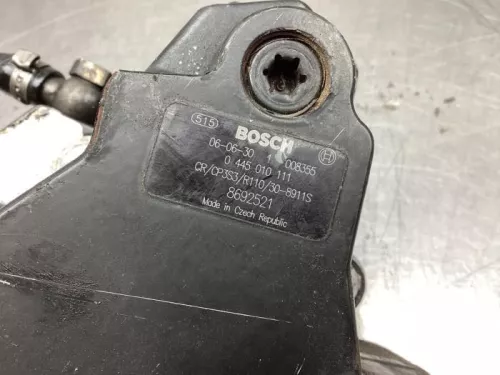 515 BOSCH
06-06-30 1 008355
0 445 010 111
CR/CP3S3/R110/30-8911S
8692521
Made in Czech Republic